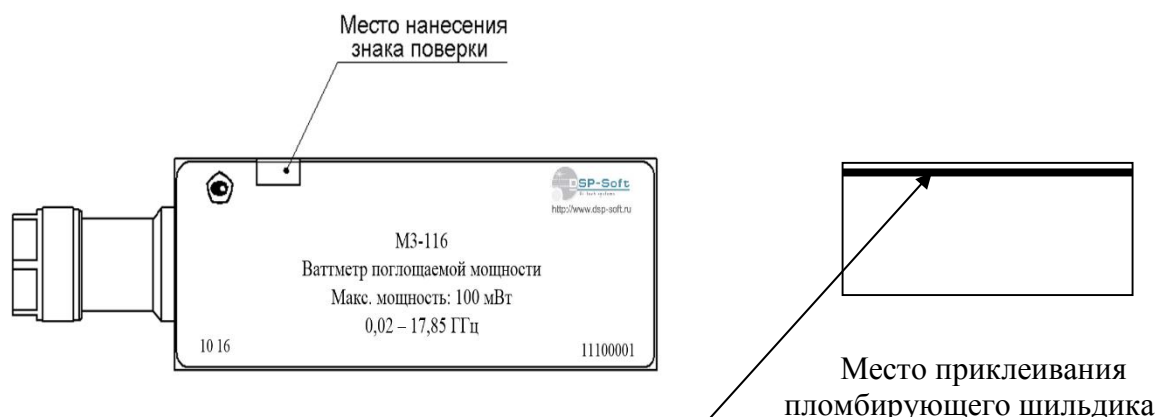 Место нанесения
знака поверки
DSP-Soft
http://www.dsp-soft.ru
М3-116
Ваттметр поглощаемой мощности
Макс. мощность: 100 мВт
0,02 – 17,85 ГГц
10 16
11100001
Место приклеивания
пломбирующего шильдика